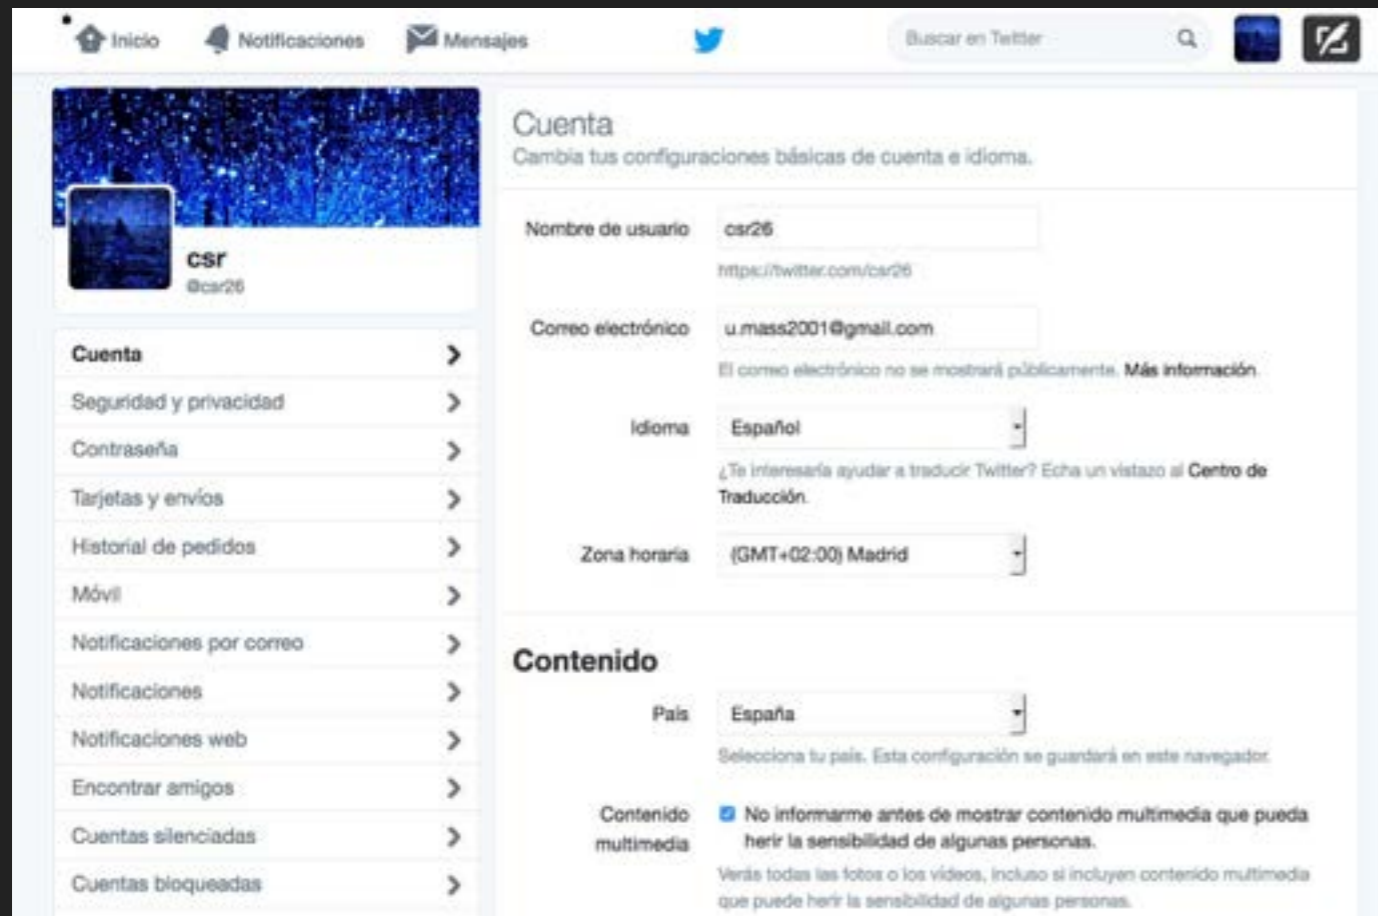 Inicio
Notificaciones
Mensajes
Buscar en Twitter
csr
@csr26
Cuenta
Seguridad y privacidad
Contraseña
Tarjetas y envíos
Historial de pedidos
Móvil
Notificaciones por correo
Notificaciones
Notificaciones web
Encontrar amigos
Cuentas silenciadas
Cuentas bloqueadas
Cuenta
Cambia tus configuraciones básicas de cuenta e idioma.
Nombre de usuario
csr26
https://twitter.com/csr26
Correo electrónico
u.mass2001@gmail.com
El correo electrónico no se mostrará públicamente. Más información.
Idioma
Español
¿Te interesaría ayudar a traducir Twitter? Echa un vistazo al Centro de
Traducción.
Zona horaria
(GMT+02:00) Madrid
Contenido
País
España
Selecciona tu país. Esta configuración se guardará en este navegador.
Contenido
multimedia
No informarme antes de mostrar contenido multimedia que pueda
herir la sensibilidad de algunas personas.
Verás todas las fotos o los vídeos, incluso si incluyen contenido multimedia
que puede herir la sensibilidad de algunas personas.